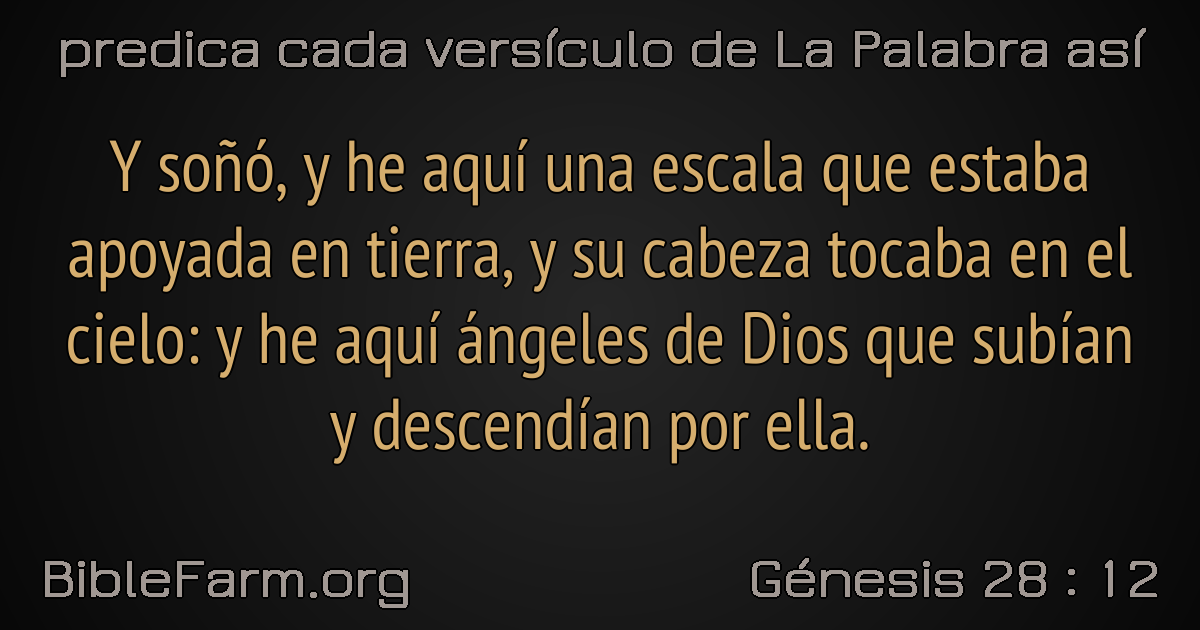 predica cada versículo de La Palabra así
Y soñó, y he aquí una escala que estaba
apoyada en tierra, y su cabeza tocaba en el
cielo: y he aquí ángeles de Dios que subían
y descendían por ella.
BibleFarm.org
Génesis 28 : 12